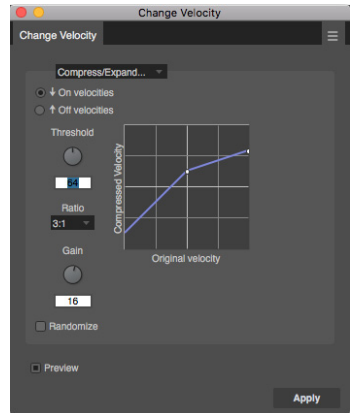 Change Velocity
Change Velocity
Compress/Expand...
On velocities
Off velocities
Threshold
64
Ratio
3:1
Gain
16
Compressed Velocity
Original velocity
Randomize
Preview
Apply